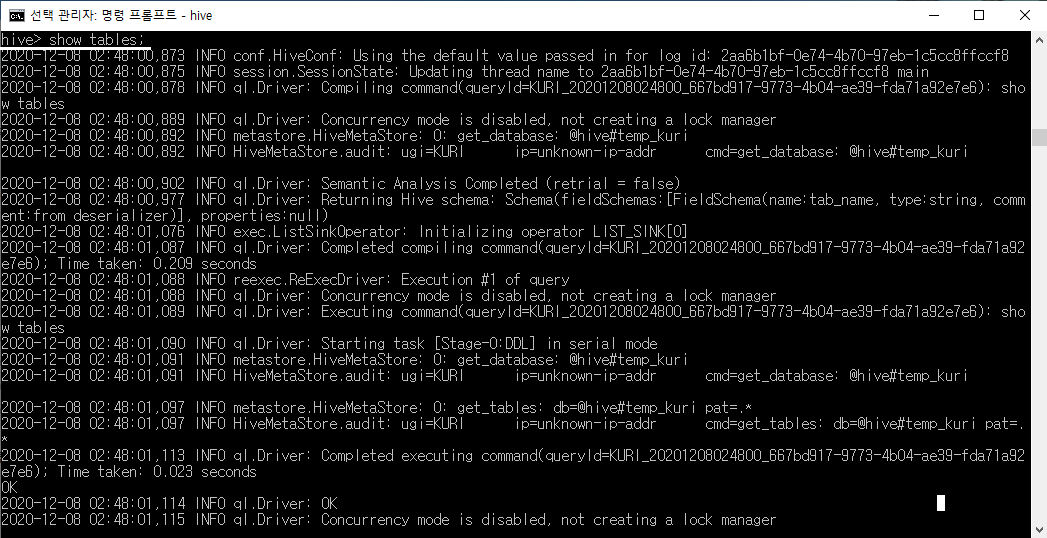 선택 관리자: 명령 프롬프트 - hive
hive> show tables;
2020-12-08 02:48:00,873 INFO conf.HiveConf: Using the default value passed in for log id: 2aa6b1bf-0e74-4b70-97eb-1c5cc8ffccf8
2020-12-08 02:48:00,875 INFO session.SessionState: Updating thread name to 2aa6b1bf-0e74-4b70-97eb-1c5cc8ffccf8 main
2020-12-08 02:48:00,878 INFO ql.Driver: Compiling command(queryId=KURI_20201208024800_667bd917-9773-4b04-ae39-fda71a92e7e6): sho
w tables
2020-12-08 02:48:00,889 INFO ql.Driver: Concurrency mode is disabled, not creating a lock manager
2020-12-08 02:48:00,892 INFO metastore.HiveMetaStore: 0: get_database: @hive#temp_kuri
2020-12-08 02:48:00,892 INFO HiveMetaStore.audit: ugi=KURI ip=unknown-ip-addr cmd=get_database: @hive#temp_kuri
2020-12-08 02:48:00,902 INFO ql.Driver: Semantic Analysis Completed (retrial = false)
2020-12-08 02:48:00,977 INFO ql.Driver: Returning Hive schema: Schema(fieldSchemas:[FieldSchema(name:tab_name, type:string, comm
ent:from deserializer)], properties:null)
2020-12-08 02:48:01,076 INFO exec.ListSinkOperator: Initializing operator LIST_SINK[0]
2020-12-08 02:48:01,087 INFO ql.Driver: Completed compiling command(queryId=KURI_20201208024800_667bd917-9773-4b04-ae39-fda71a92
e7e6); Time taken: 0.209 seconds
2020-12-08 02:48:01,088 INFO reexec.ReExecDriver: Execution #1 of query
2020-12-08 02:48:01,088 INFO ql.Driver: Concurrency mode is disabled, not creating a lock manager
2020-12-08 02:48:01,089 INFO ql.Driver: Executing command(queryId=KURI_20201208024800_667bd917-9773-4b04-ae39-fda71a92e7e6): sho
w tables
2020-12-08 02:48:01,090 INFO ql.Driver: Starting task [Stage-0:DDL] in serial mode
2020-12-08 02:48:01,091 INFO metastore.HiveMetaStore: 0: get_database: @hive#temp_kuri
2020-12-08 02:48:01,091 INFO HiveMetaStore.audit: ugi=KURI ip=unknown-ip-addr cmd=get_database: @hive#temp_kuri
2020-12-08 02:48:01,097 INFO metastore.HiveMetaStore: 0: get_tables: db=@hive#temp_kuri pat=.*
2020-12-08 02:48:01,097 INFO HiveMetaStore.audit: ugi=KURI ip=unknown-ip-addr cmd=get_tables: db=@hive#temp_kuri pat=.
*
2020-12-08 02:48:01,113 INFO ql.Driver: Completed executing command(queryId=KURI_20201208024800_667bd917-9773-4b04-ae39-fda71a92
e7e6); Time taken: 0.023 seconds
OK
2020-12-08 02:48:01,114 INFO ql.Driver: OK
2020-12-08 02:48:01,115 INFO ql.Driver: Concurrency mode is disabled, not creating a lock manager